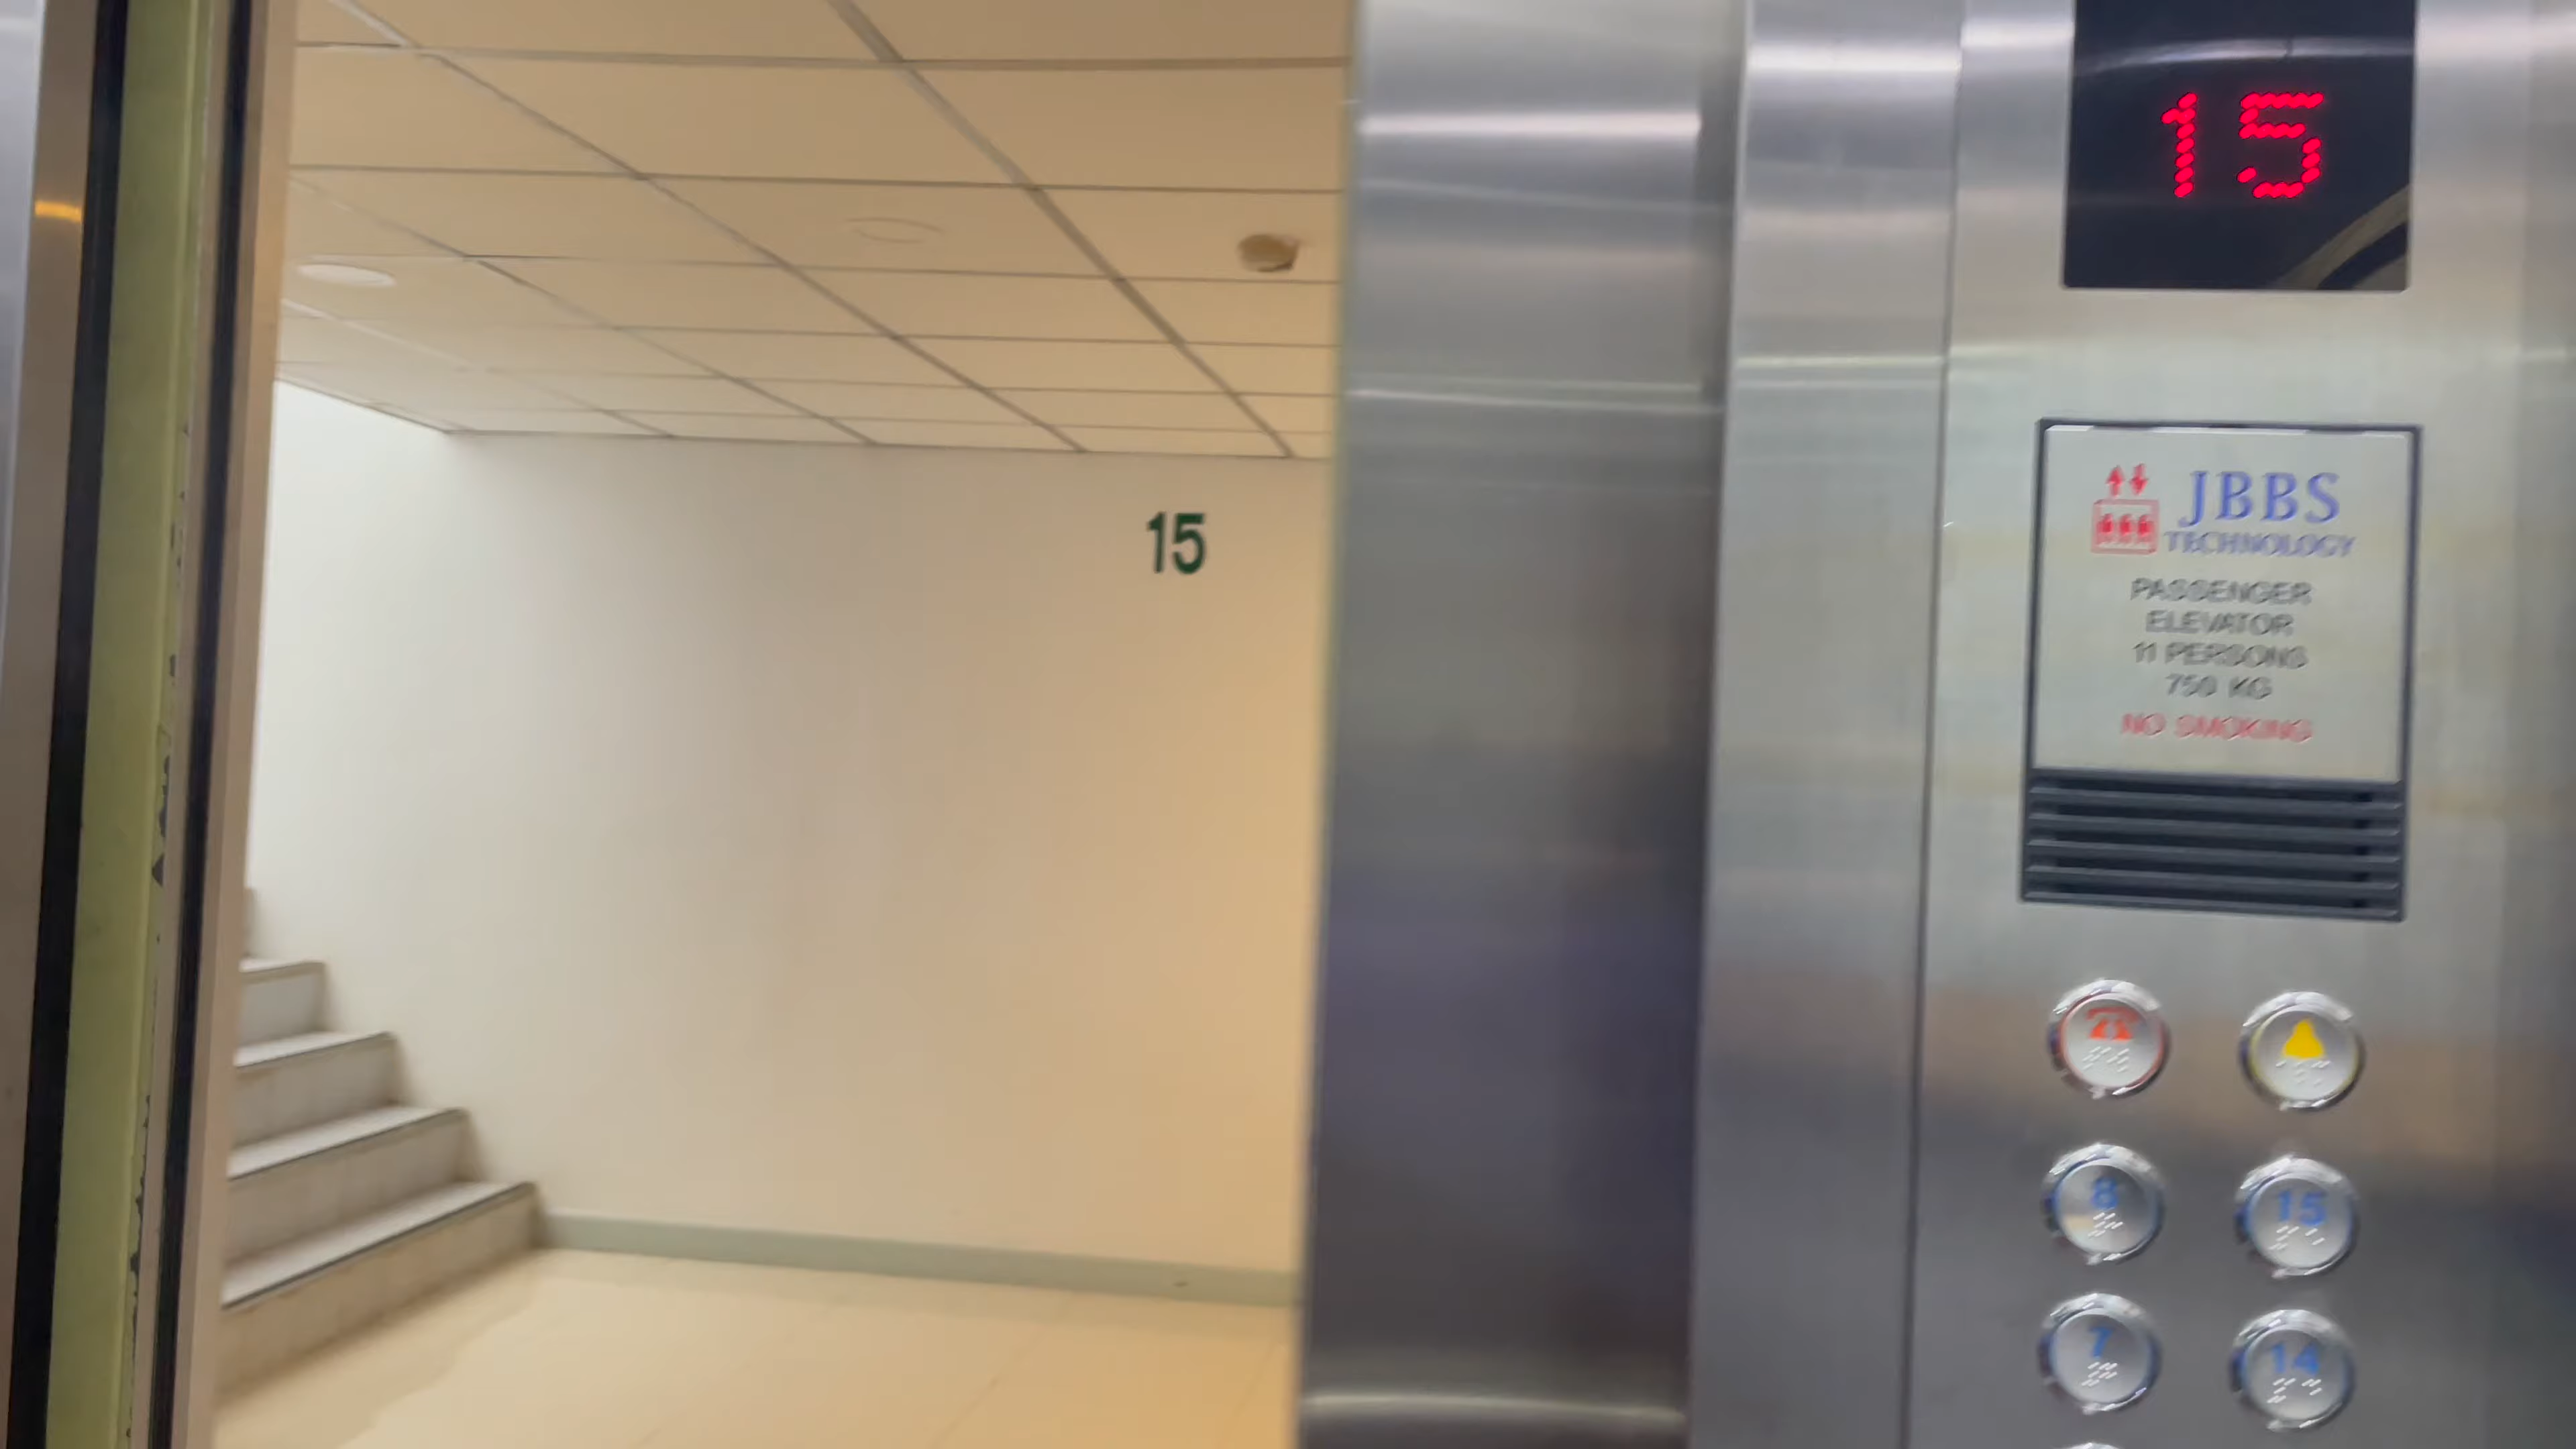 15
15
JBBS
TECHNOLOGY
PASSENGER
ELEVATOR
11 PERSONS
750 KG
NO SMOKING
8 15
7 14